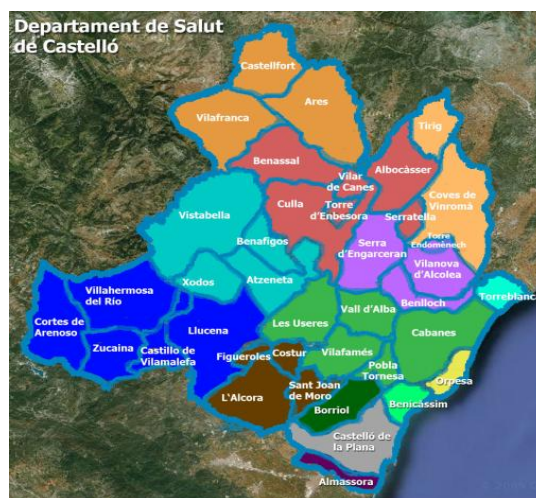 Departament de Salut
de Castelló
Castellfort
Ares
Vilafranca
Tírig
Benassal
Albocàsser
Vilar
de Canes
Coves de
Vinromà
Culla
Torre
d'Enbesora
Serratella
Vistabella
Torre
Endomènech
Benafigos
Serra
d'Engarceran
Vilanova
d'Alcolea
Atzeneta
Xodos
Benlloch
Torreblanca
Villahermosa
del Río
Vall d'Alba
Cabanes
Cortes de
Arenoso
Llucena
Les Useres
Zucaina
Castillo de
Vilamalefa
Figueroles
Costur
Vilafamés
Pobla
Tornesa
Orpesa
L'Alcora
Sant Joan
de Moro
Borriol
Benicàssim
Castelló de
la Plana
Almassora